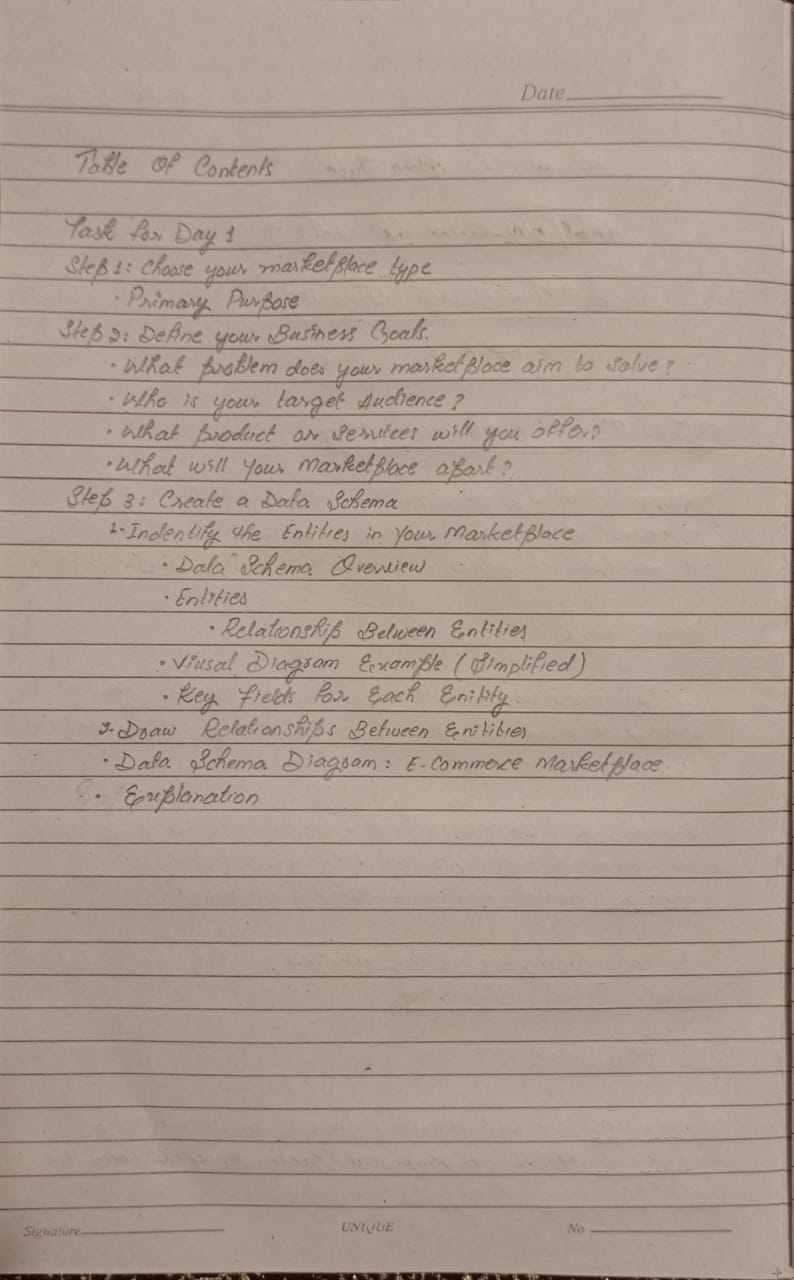 Date
Table Of Contents
Task for Day 1
Step 1: Choose your marketplace type
• Primary Purpose
Step 2: Define your Business Goals.
• What problem does your marketplace aim to solve?
• Who is your target Audience?
• What product or services will you offer?
• What will your Marketplace apart?
Step 3: Create a Data Schema
1- Indentify the Entities in your Marketplace
• Data Schema Overview
• Entities
• Relationship Between Entities
• Viusal Diagram Example (Simplified)
• Key fields for Each Enitity.
2- Draw Relationships Between Enitities
• Data Schema Diagram: E-Commerce Marketplace.
• Explanation
Signature UNIQUE No